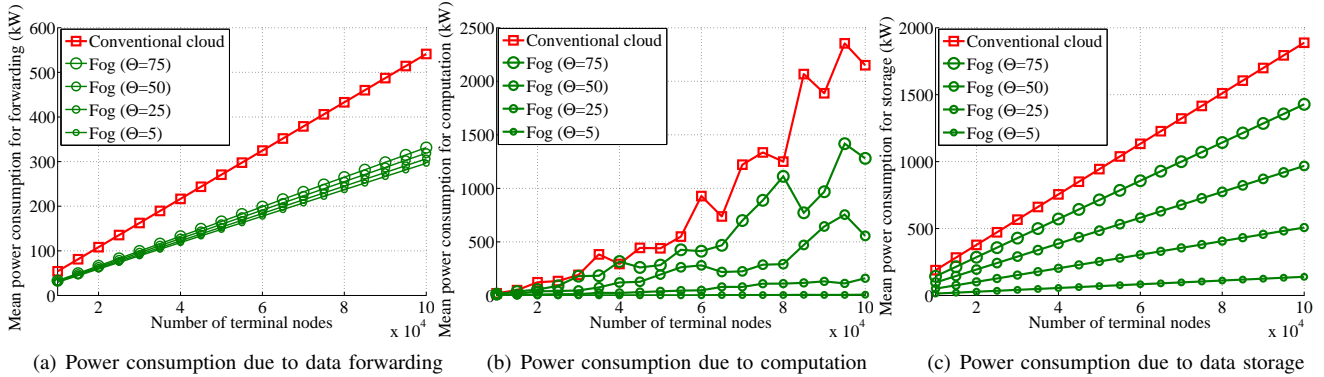 Mean power consumption for forwarding (kW)
600
500
400
300
200
100
0
Conventional cloud
Fog (Θ=75)
Fog (Θ=50)
Fog (Θ=25)
Fog (Θ=5)
2 4 6 8 10
x 10^4
Number of terminal nodes
(a) Power consumption due to data forwarding
Mean power consumption for computation (kW)
2500
2000
1500
1000
500
0
Conventional cloud
Fog (Θ=75)
Fog (Θ=50)
Fog (Θ=25)
Fog (Θ=5)
2 4 6 8 10
x 10^4
Number of terminal nodes
(b) Power consumption due to computation
Mean power consumption for storage (kW)
2000
1500
1000
500
0
Conventional cloud
Fog (Θ=75)
Fog (Θ=50)
Fog (Θ=25)
Fog (Θ=5)
2 4 6 8 10
x 10^4
Number of terminal nodes
(c) Power consumption due to data storage